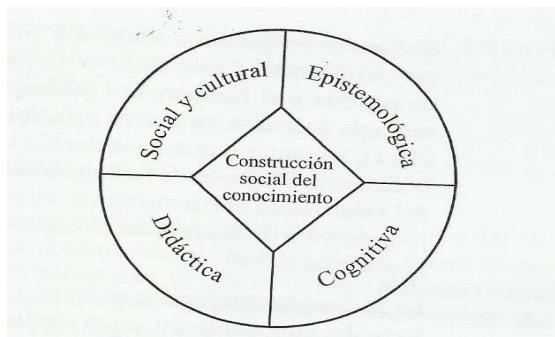 Social y cultural
Epistemológica
Construcción
social del
conocimiento
Didáctica
Cognitiva